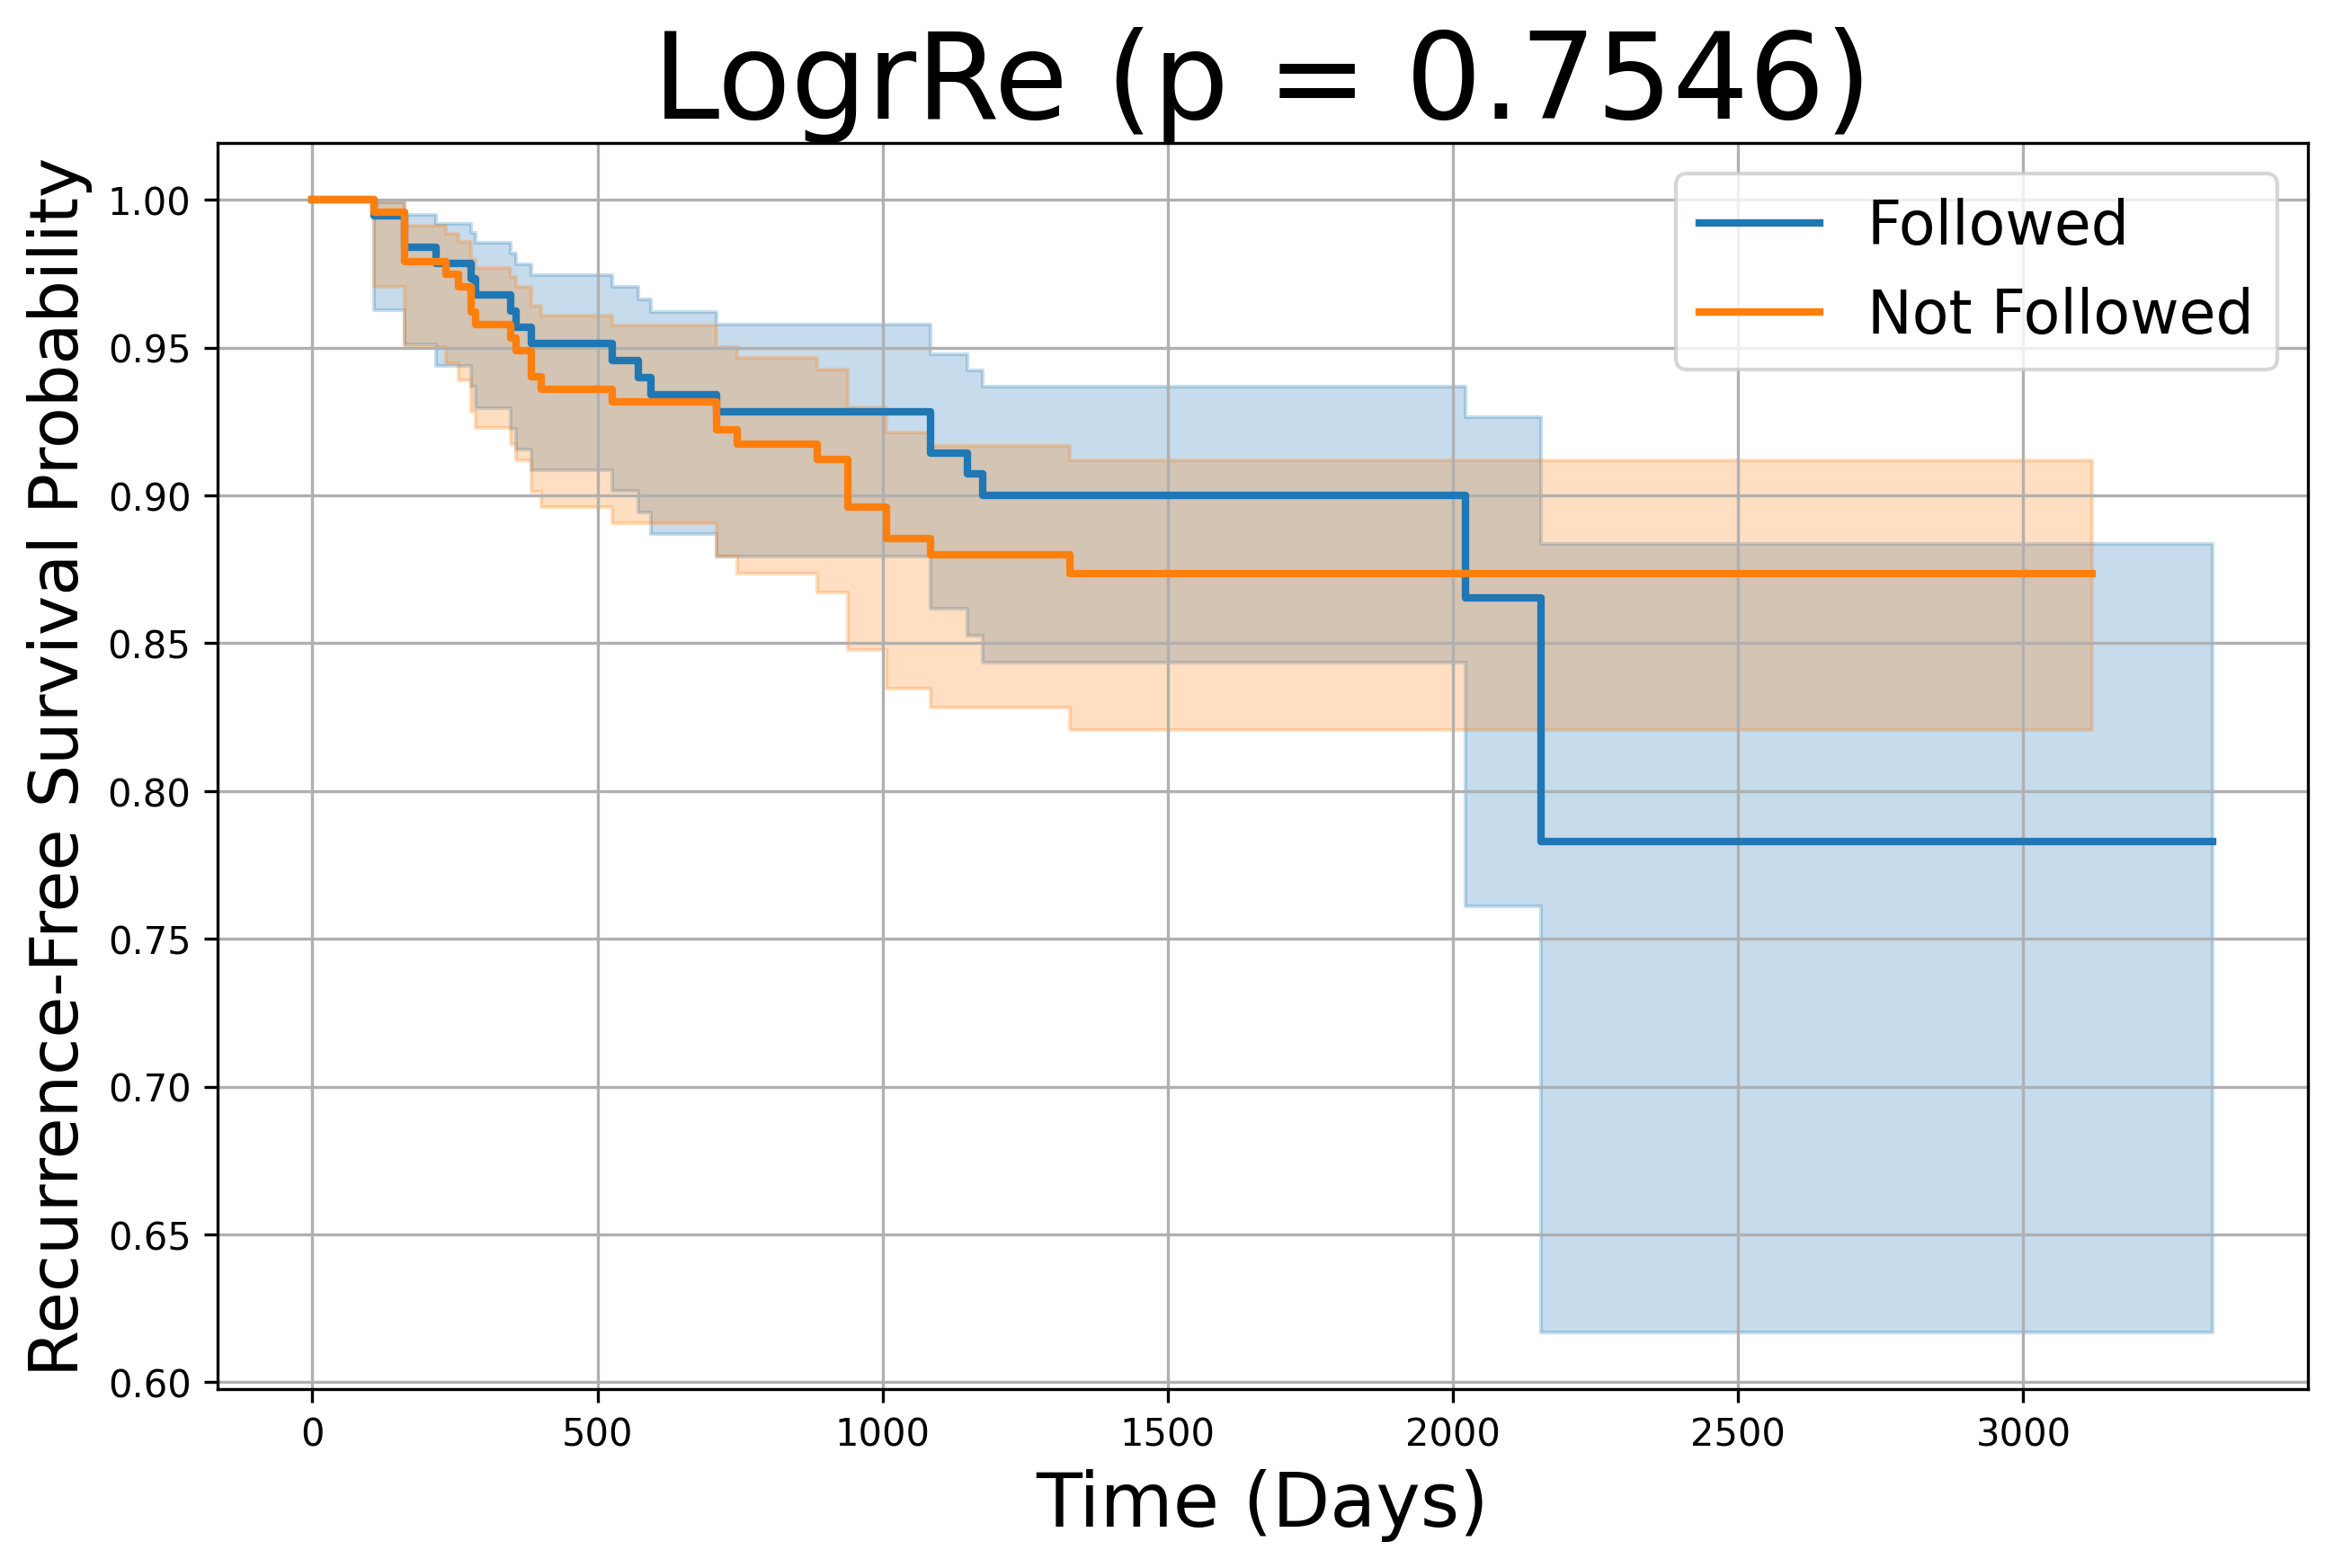 LogrRe (p = 0.7546)
Recurrence-Free Survival Probability
1.00
0.95
0.90
0.85
0.80
0.75
0.70
0.65
0.60
Followed
Not Followed
0 500 1000 1500 2000 2500 3000
Time (Days)